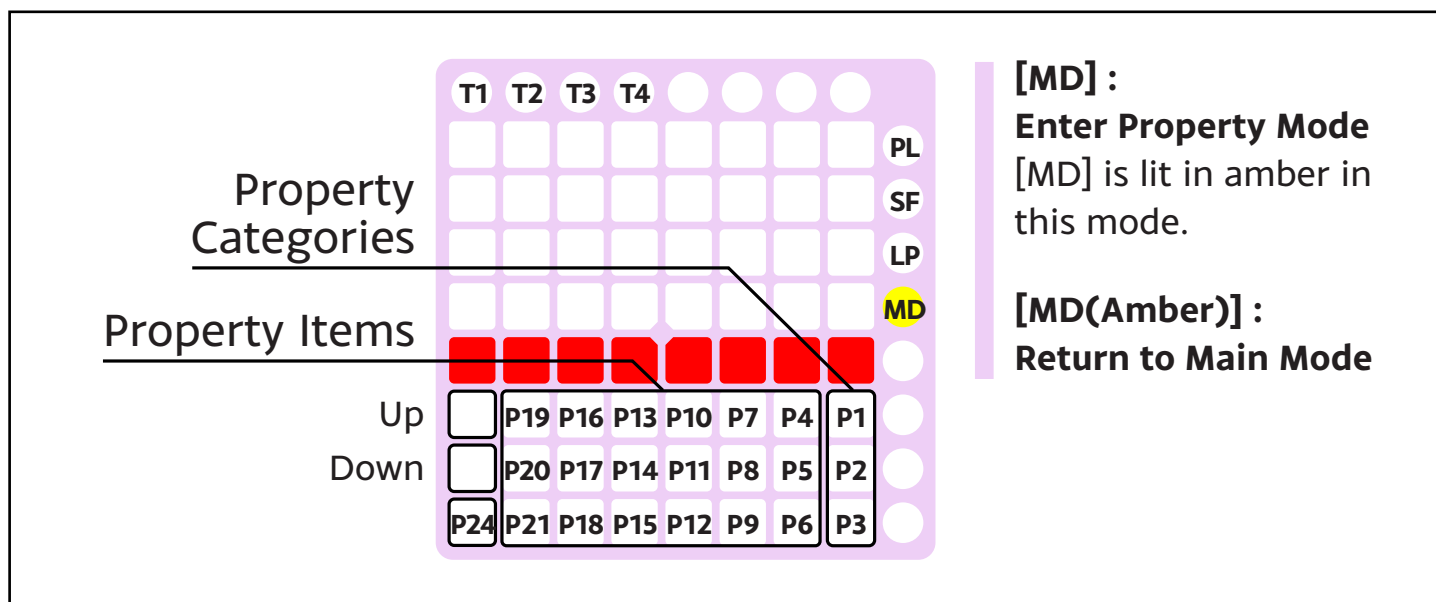 T1 T2 T3 T4
PL
SF
LP
MD
Property
Categories
Property Items
Up
P19 P16 P13 P10 P7 P4 P1
Down
P20 P17 P14 P11 P8 P5 P2
P24 P21 P18 P15 P12 P9 P6 P3
[MD] :
Enter Property Mode
[MD] is lit in amber in
this mode.
[MD(Amber)] :
Return to Main Mode